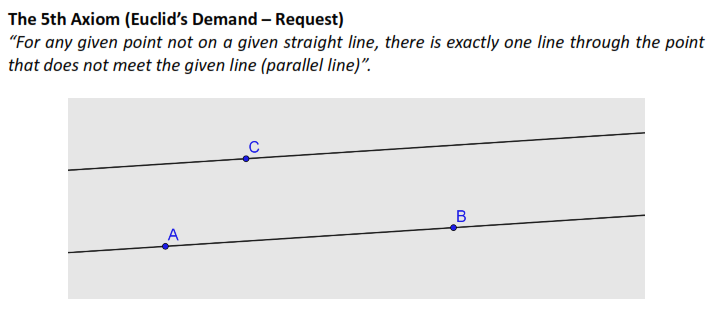 The 5th Axiom (Euclid’s Demand – Request)
“For any given point not on a given straight line, there is exactly one line through the point
that does not meet the given line (parallel line)”.
C
B
A